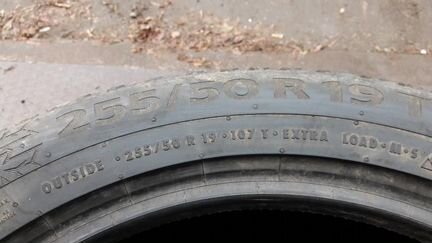 255/50 R 19 T
OUTSIDE · 255/50 R 19 · 107 T · EXTRA LOAD · M·S